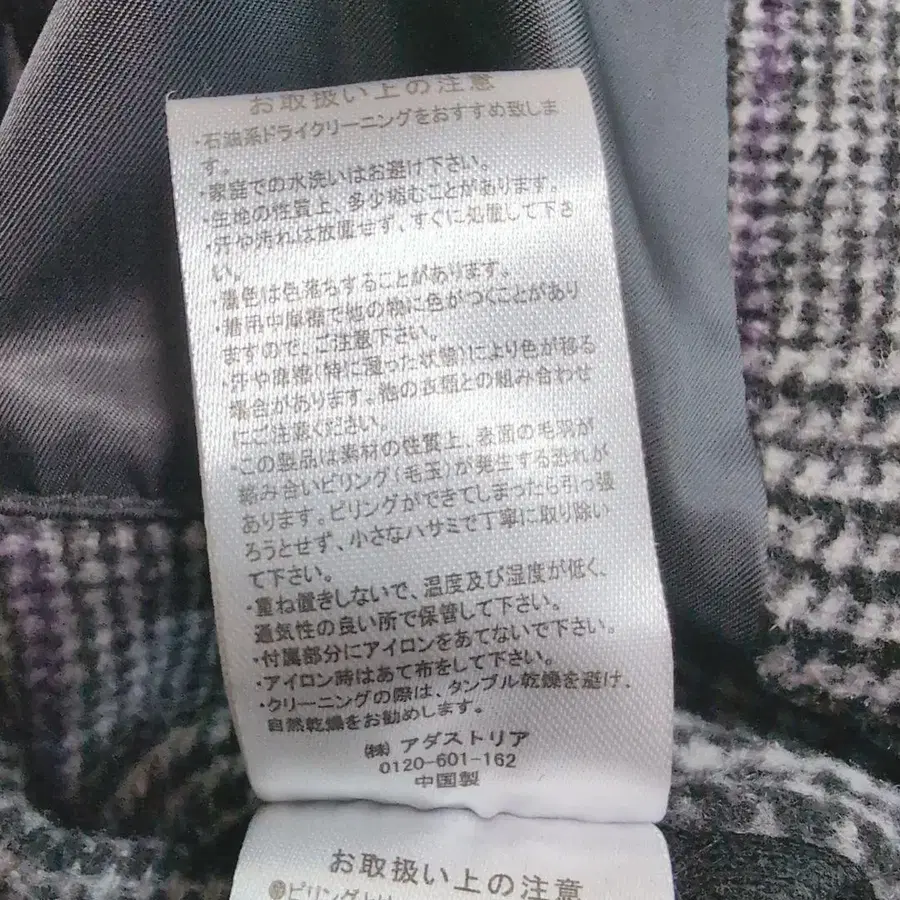 お取扱い上の注意
・石油系ドライクリーニングをおすすめ致しま
す。
・家庭での水洗いはお避け下さい。
・生地の性質上、多少縮むことがあります。
・汗や汚れは放置せず、すぐに処置して下さ
い。
・濃色は色落ちすることがあります。
・着用中摩擦で他の物に色がつくことがあり
ますので、ご注意下さい。
・汗や摩擦(特に湿った状態)により色が移る
場合があります。他の衣類との組み合わせ
にご注意ください。
・この製品は素材の性質上、表面の毛羽が
絡み合いピリング(毛玉)が発生する恐れが
あります。ピリングができてしまったら引っ張
ろうとせず、小さなハサミで丁寧に取り除い
て下さい。
・重ね置きしないで、温度及び湿度が低く、
通気性の良い所で保管して下さい。
・付属部分にアイロンをあてないで下さい。
・アイロン時はあて布をして下さい。
・クリーニングの際は、タンブル乾燥を避け、
自然乾燥をお勧めします。
(株) アダストリア
0120-601-162
中国製
お取扱い上の注意
●ピリング